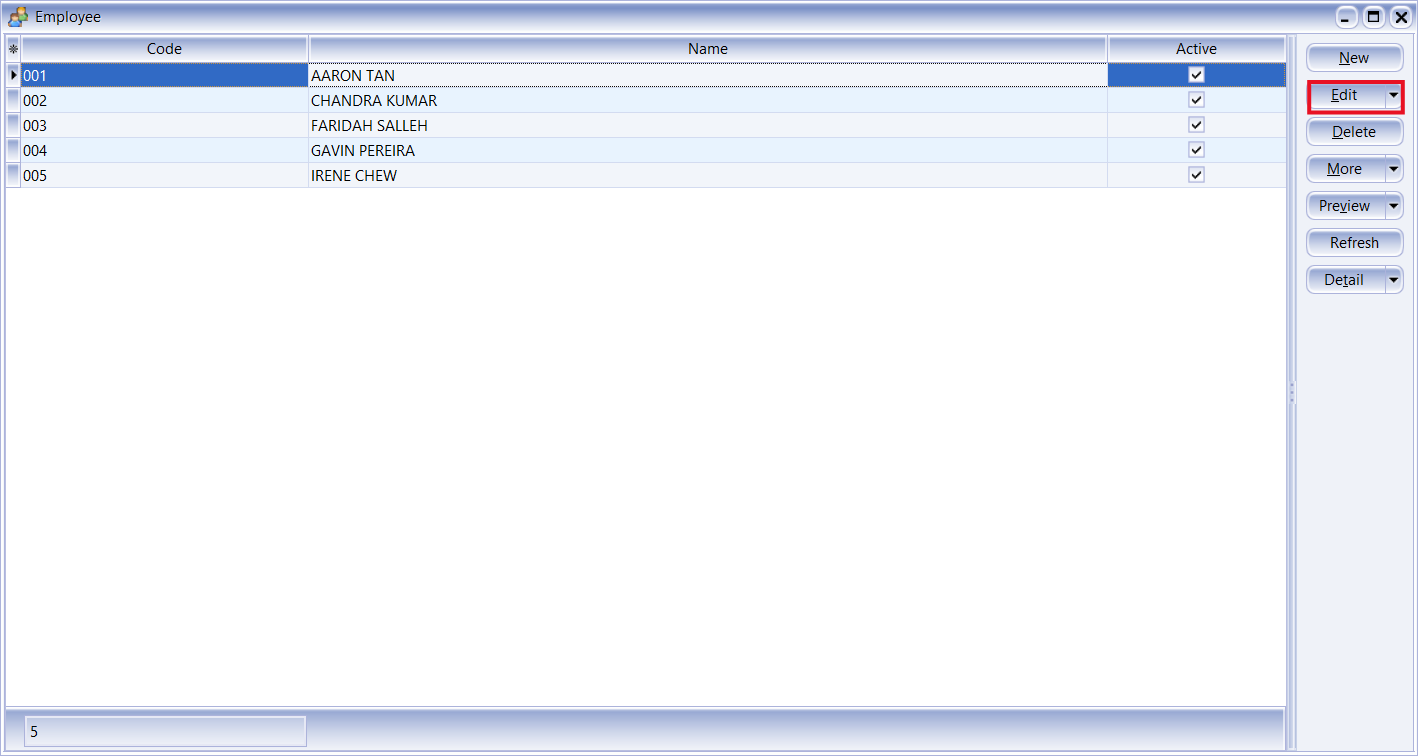 Employee
Code Name Active
001 AARON TAN
002 CHANDRA KUMAR
003 FARIDAH SALLEH
004 GAVIN PEREIRA
005 IRENE CHEW
5
New
Edit
Delete
More
Preview
Refresh
Detail